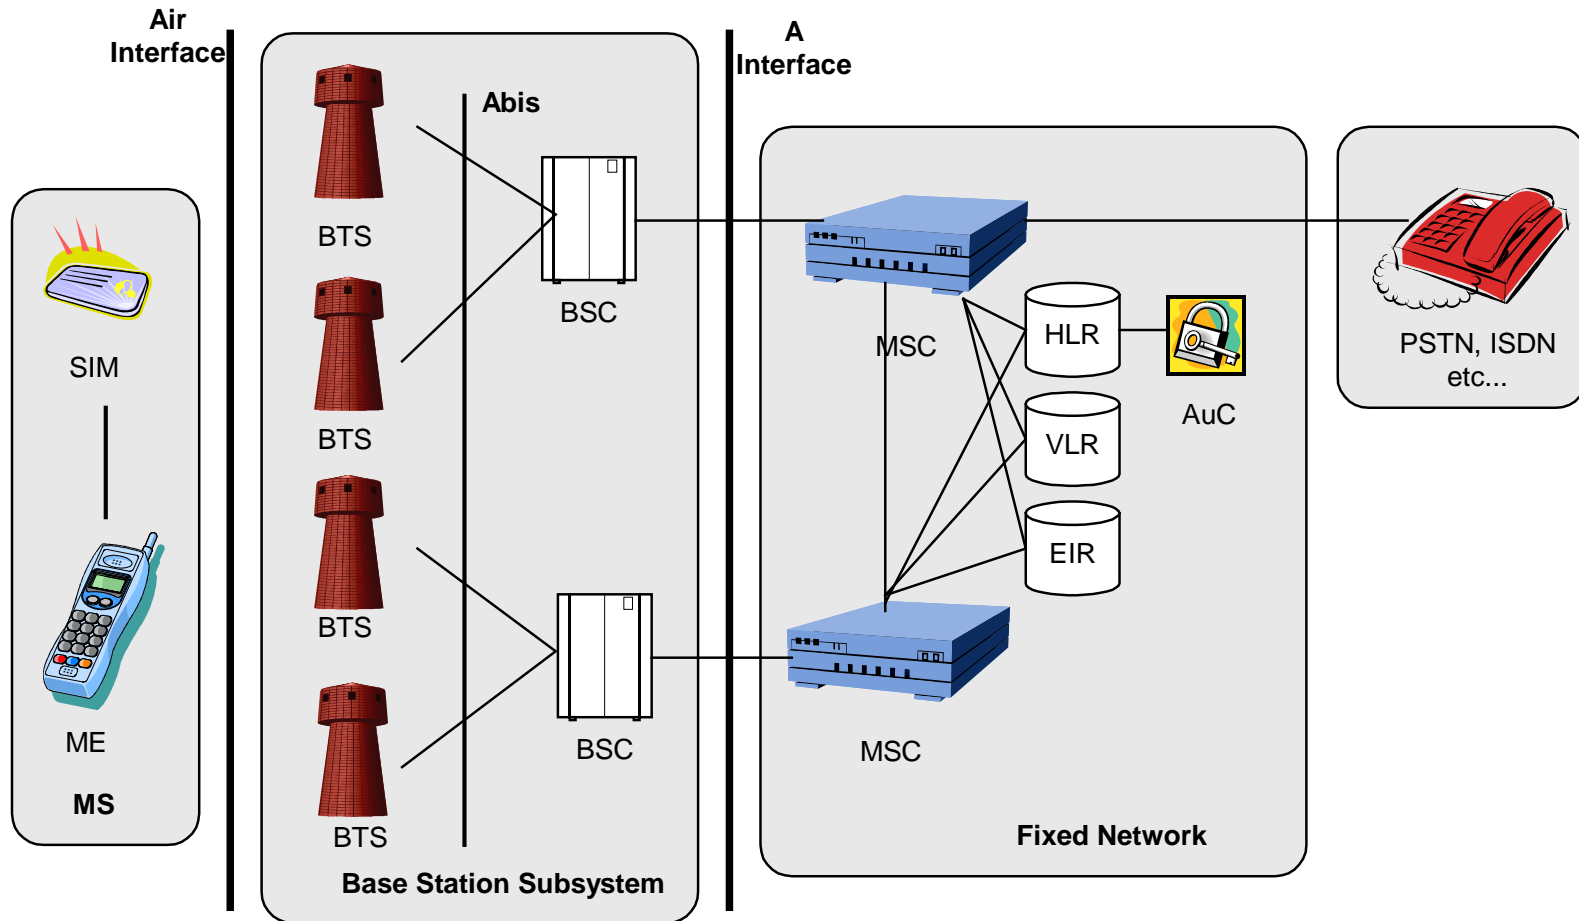 Air
Interface
A
Interface
Abis
BTS
BSC
SIM
BTS
MSC
HLR
AuC
PSTN, ISDN
etc...
VLR
EIR
BTS
ME
BSC
MSC
MS
BTS
Fixed Network
Base Station Subsystem